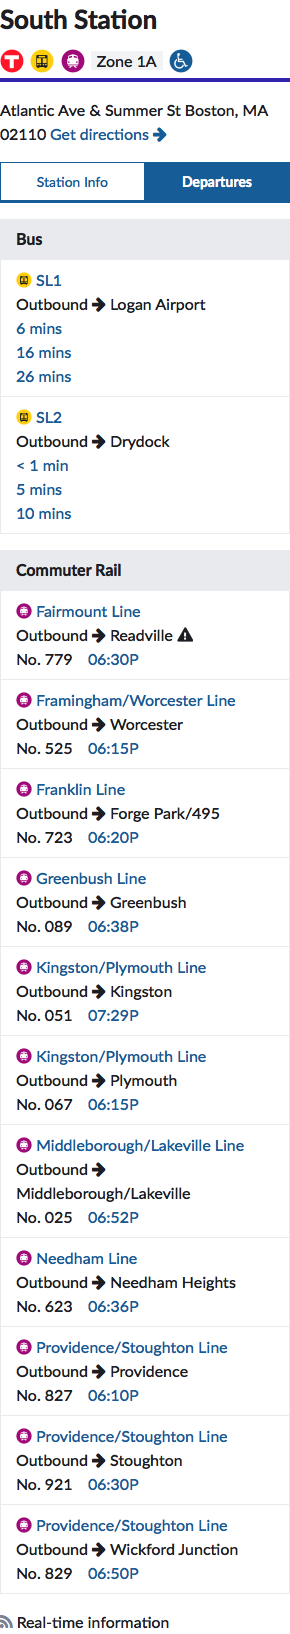 South Station
T Zone 1A
Atlantic Ave & Summer St Boston, MA
02110 Get directions
Station Info Departures
Bus
SL1
Outbound Logan Airport
6 mins
16 mins
26 mins
SL2
Outbound Drydock
< 1 min
5 mins
10 mins
Commuter Rail
Fairmount Line
Outbound Readville
No. 779 06:30P
Framingham/Worcester Line
Outbound Worcester
No. 525 06:15P
Franklin Line
Outbound Forge Park/495
No. 723 06:20P
Greenbush Line
Outbound Greenbush
No. 089 06:38P
Kingston/Plymouth Line
Outbound Kingston
No. 051 07:29P
Kingston/Plymouth Line
Outbound Plymouth
No. 067 06:15P
Middleborough/Lakeville Line
Outbound
Middleborough/Lakeville
No. 025 06:52P
Needham Line
Outbound Needham Heights
No. 623 06:36P
Providence/Stoughton Line
Outbound Providence
No. 827 06:10P
Providence/Stoughton Line
Outbound Stoughton
No. 921 06:30P
Providence/Stoughton Line
Outbound Wickford Junction
No. 829 06:50P
Real-time information